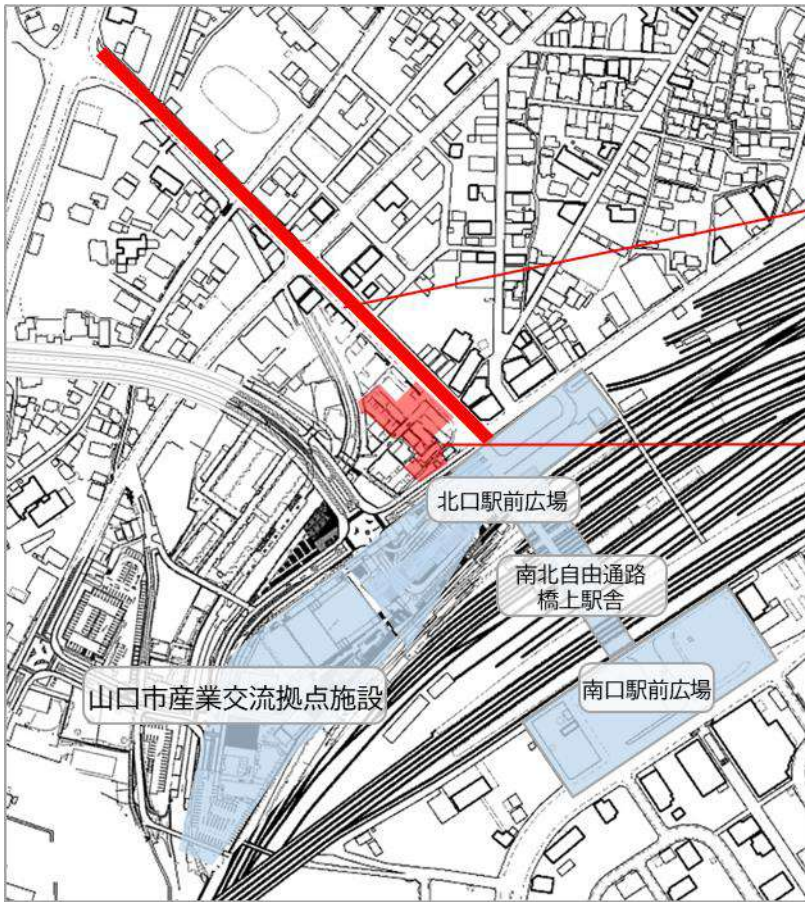 北口駅前広場
南北自由通路
橋上駅舎
山口市産業交流拠点施設
南口駅前広場